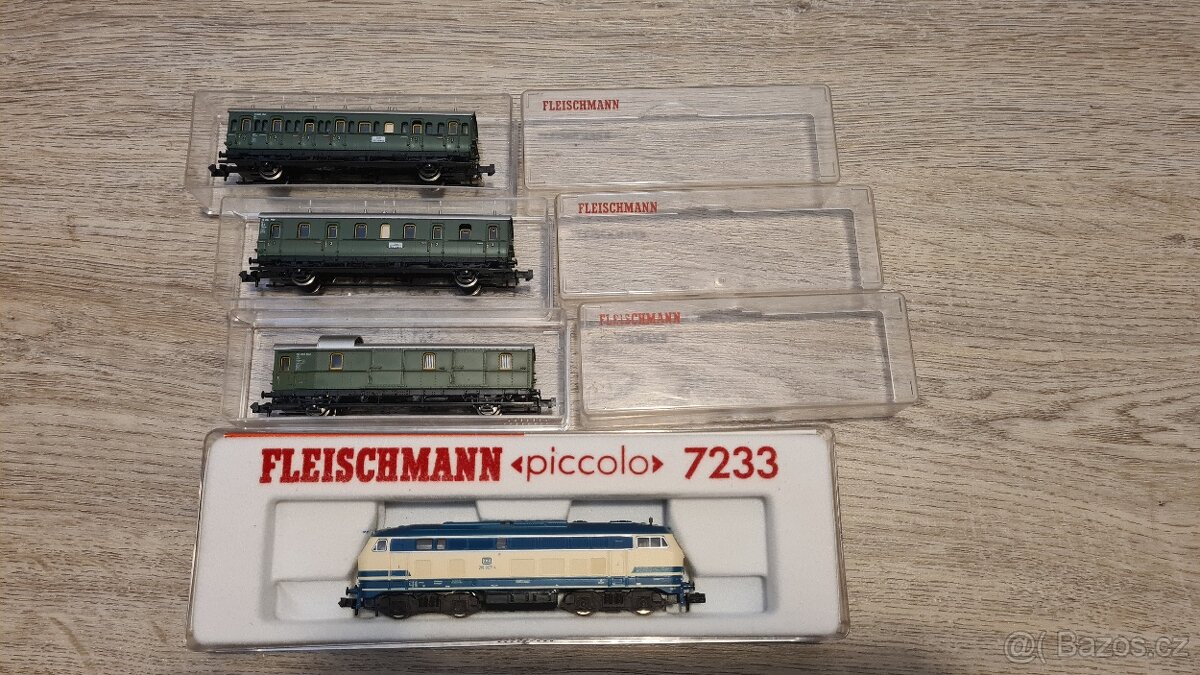 FLEISCHMANN
FLEISCHMANN
FLEISCHMANN
FLEISCHMANN ‹piccolo› 7233
DB
@( Bazos.cz